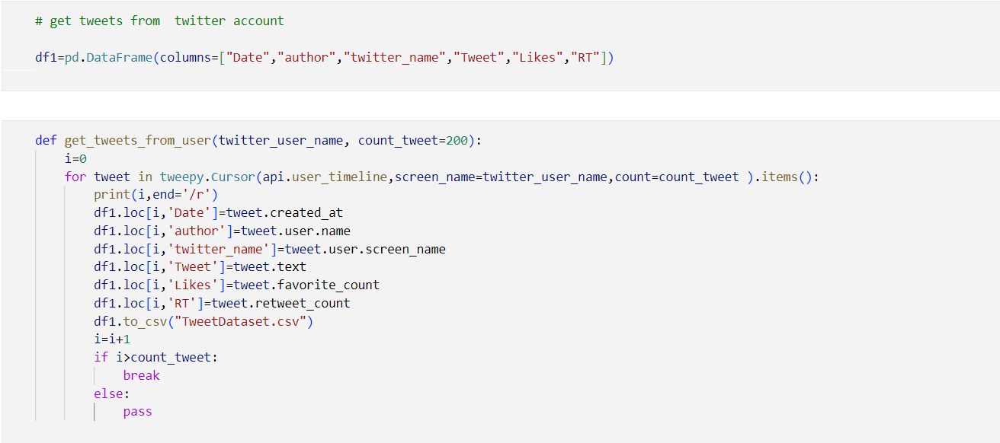 # get tweets from  twitter account
df1=pd.DataFrame(columns=["Date","author","twitter_name","Tweet","Likes","RT"])
def get_tweets_from_user(twitter_user_name, count_tweet=200):
    i=0
    for tweet in tweepy.Cursor(api.user_timeline,screen_name=twitter_user_name,count=count_tweet ).items():
        print(i,end='/r')
        df1.loc[i,'Date']=tweet.created_at
        df1.loc[i,'author']=tweet.user.name
        df1.loc[i,'twitter_name']=tweet.user.screen_name
        df1.loc[i,'Tweet']=tweet.text
        df1.loc[i,'Likes']=tweet.favorite_count
        df1.loc[i,'RT']=tweet.retweet_count
        df1.to_csv("TweetDataset.csv")
        i=i+1
        if i>count_tweet:
            break
        else:
            pass